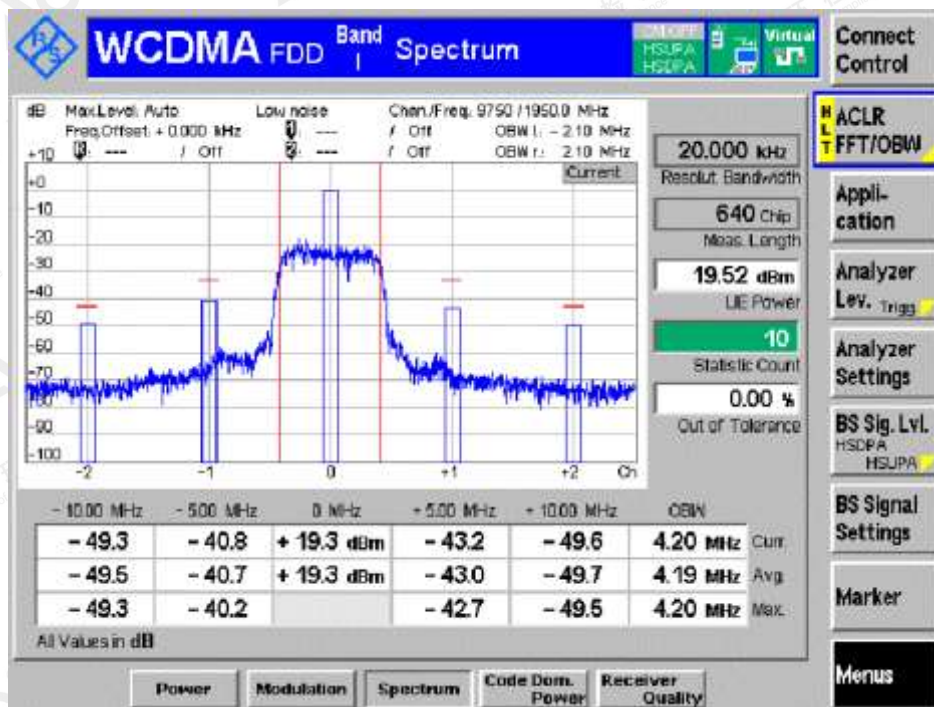 WCDMA FDD Band I Spectrum
HSUPA
HSDPA
Virtual
Connect Control
dB Max.Level: Auto Low noise Chan./Freq.: 9750 / 1950.0 MHz
Freq.Offset: + 0.000 kHz 1: --- / Off OBW l.: - 2.10 MHz
--- / Off 2: --- / Off OBW r.: 2.10 MHz
Current
+10
+0
-10
-20
-30
-40
-50
-60
-70
-90
-100
-2 -1 0 +1 +2 Ch
20.000 kHz
Resolut. Bandwidth
640 Chip
Meas. Length
19.52 dBm
UE Power
10
Statistic Count
0.00 %
Out of Tolerance
- 10.00 MHz - 5.00 MHz 0 MHz + 5.00 MHz + 10.00 MHz OBW
- 49.3 - 40.8 + 19.3 dBm - 43.2 - 49.6 4.20 MHz Curr.
- 49.5 - 40.7 + 19.3 dBm - 43.0 - 49.7 4.19 MHz Avg.
- 49.3 - 40.2 - 42.7 - 49.5 4.20 MHz Max.
All Values in dB
HLT
ACLR
FFT/OBW
Appli-
cation
Analyzer
Lev. Trigg.
Analyzer
Settings
BS Sig. Lvl.
HSDPA
HSUPA
BS Signal
Settings
Marker
Menus
Power Modulation Spectrum Code Dom. Power Receiver Quality